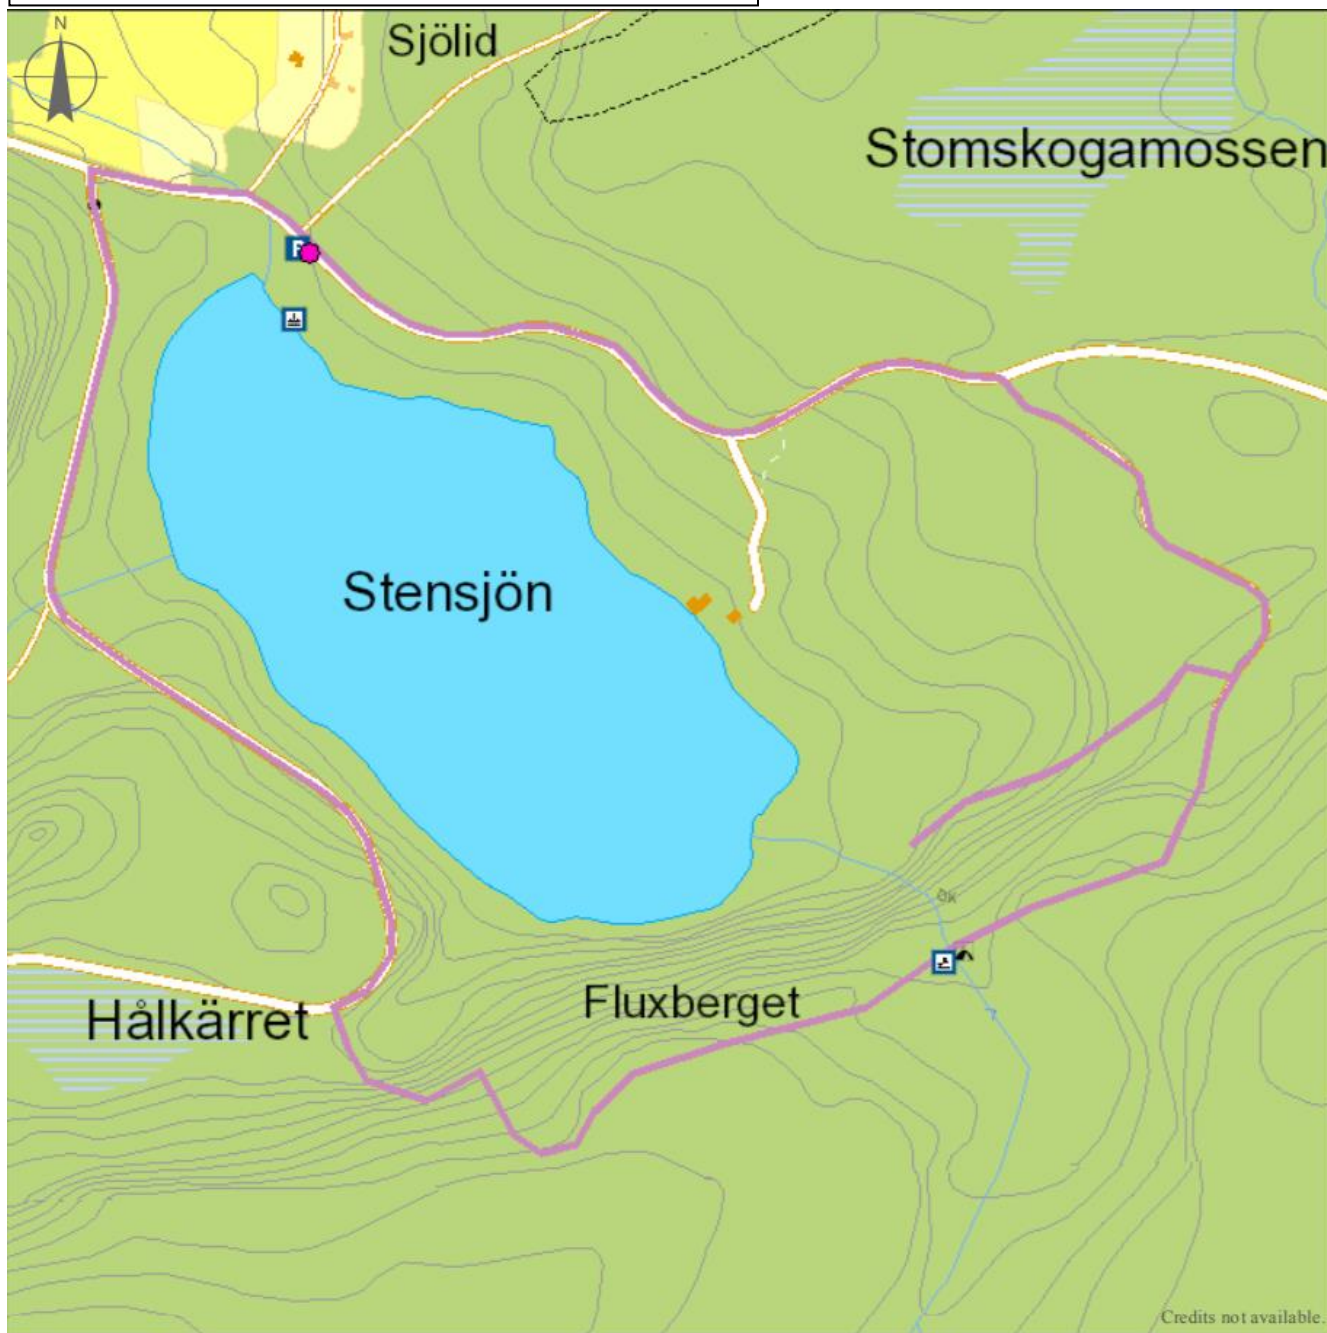 N
Sjölid
Stomskogamossen
P
Stensjön
Hålkärret
Fluxberget
Credits not available.